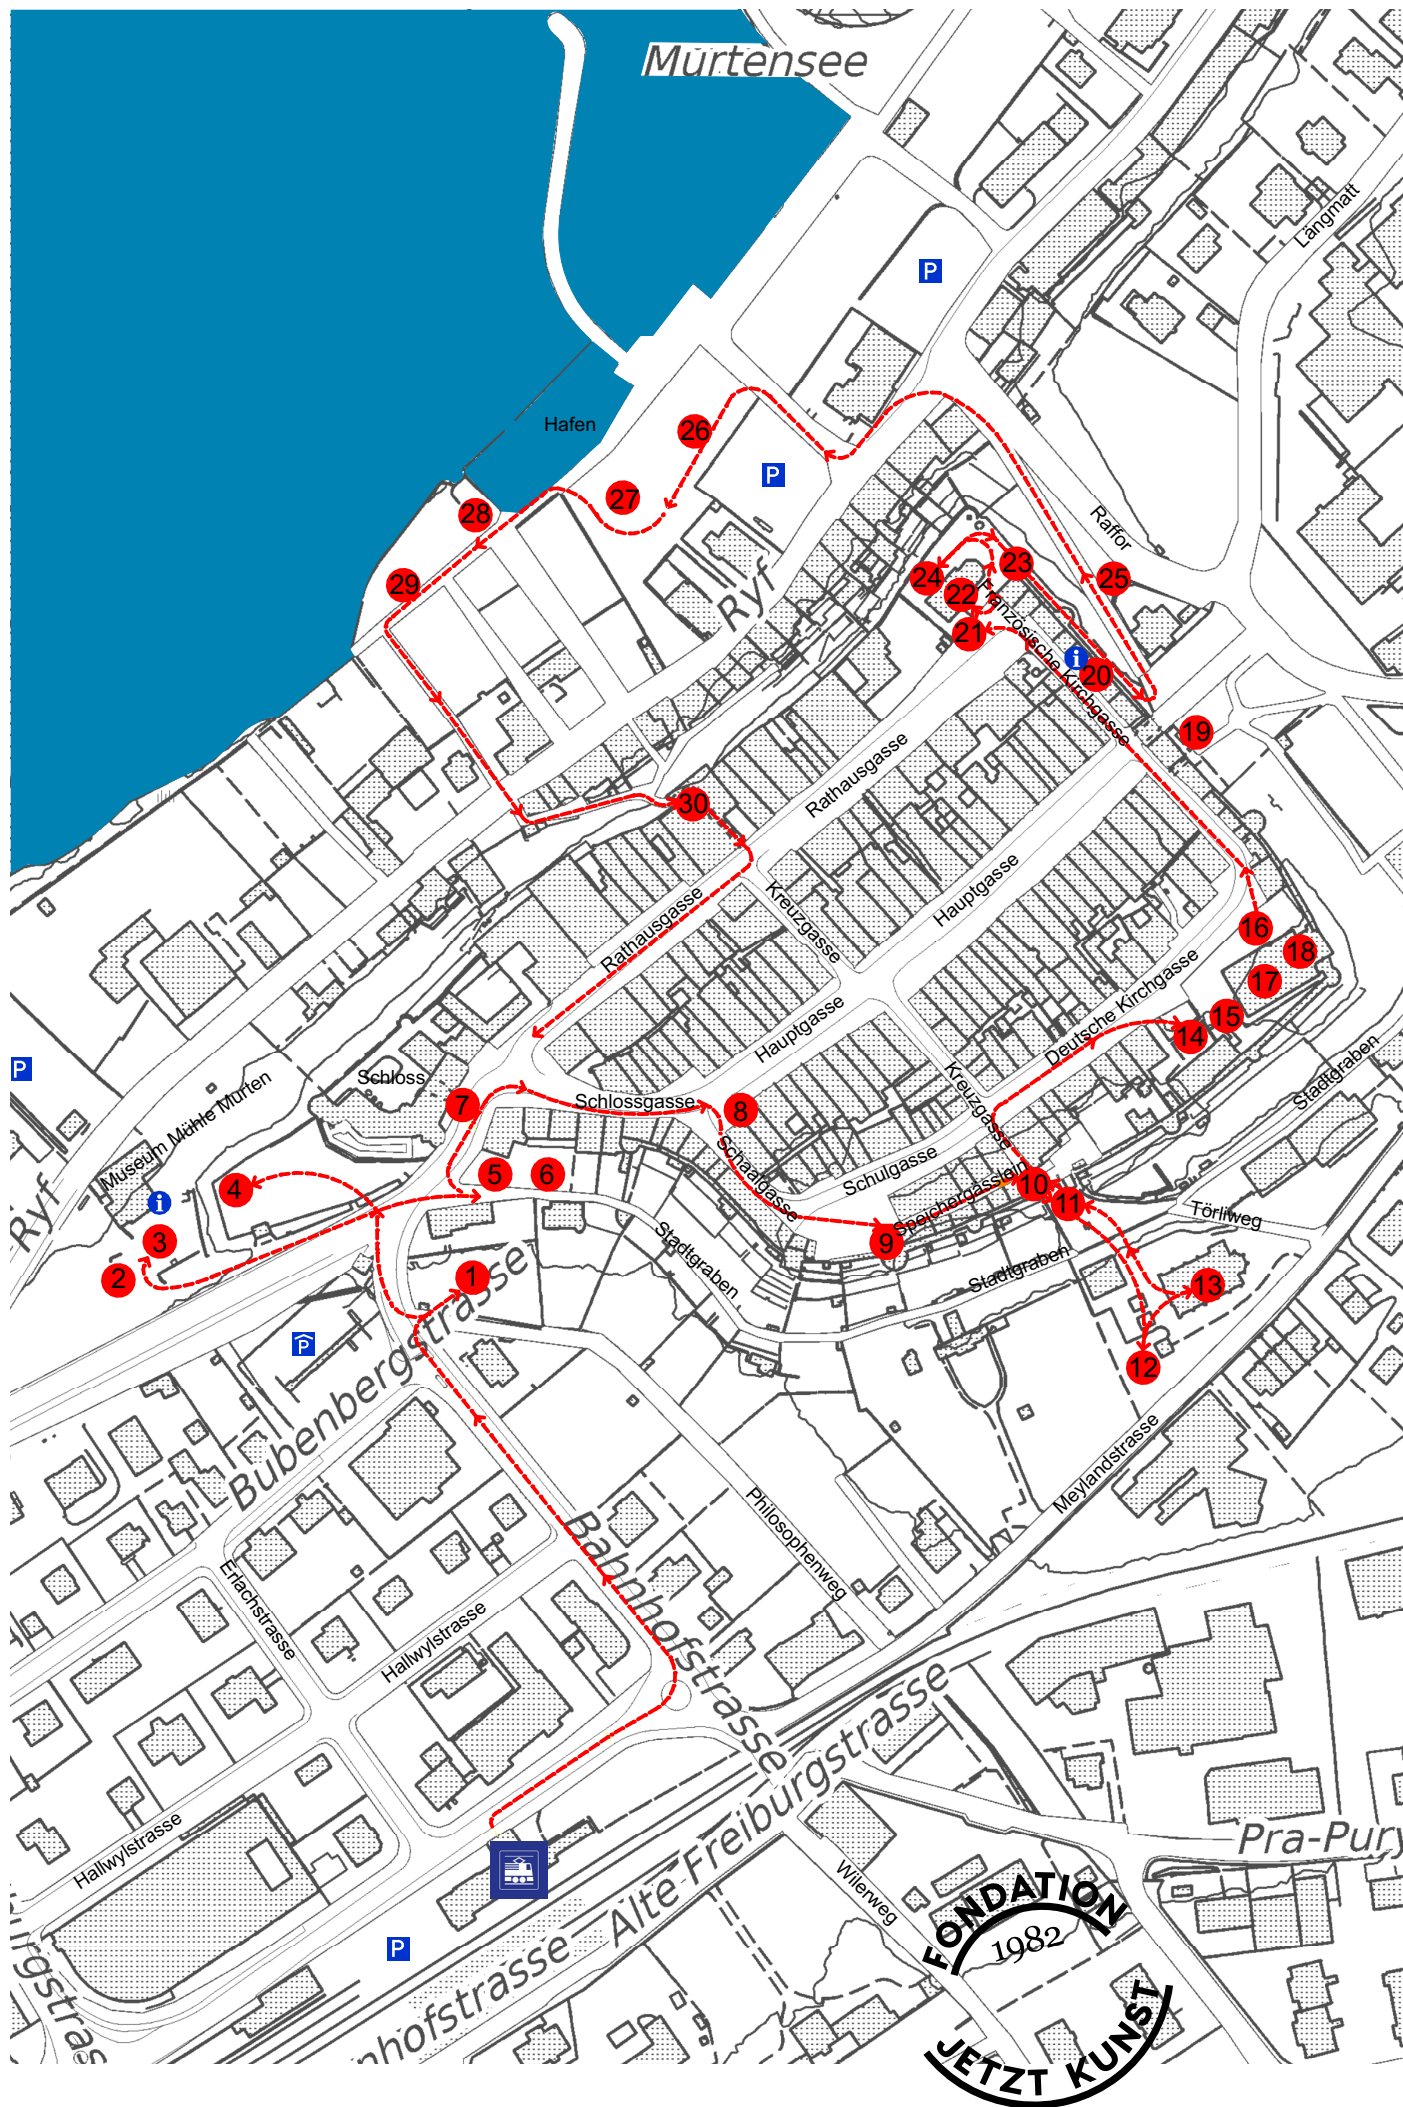 Murtensee
Längmatt
P
Hafen
26
P
27
28
29
Raffor
23
24
25
22
Ryf
21
Französische Kirchgasse
i
20
19
Rathausgasse
30
Kreuzgasse
Hauptgasse
Rathausgasse
16
18
17
15
14
Deutsche Kirchgasse
Hauptgasse
P
Schloss
Museum Mühle Murten
7
Schlossgasse
8
Kreuzgasse
Stadtgraben
Schaalgasse
Schulgasse
4
5
6
10
11
Speichergässlein
Törliweg
i
3
2
Ryf
9
Stadtgraben
Stadtgraben
1
13
12
P
Bubenbergstrasse
Meylandstrasse
Philosophenweg
Bahnhofstrasse
Erlachstrasse
Hallwylstrasse
Hallwylstrasse
Alte Freiburgstrasse
Pra-Pury
Wilerweg
P
nhofstrasse
rgstras
FONDATION
1982
JETZT KUNST